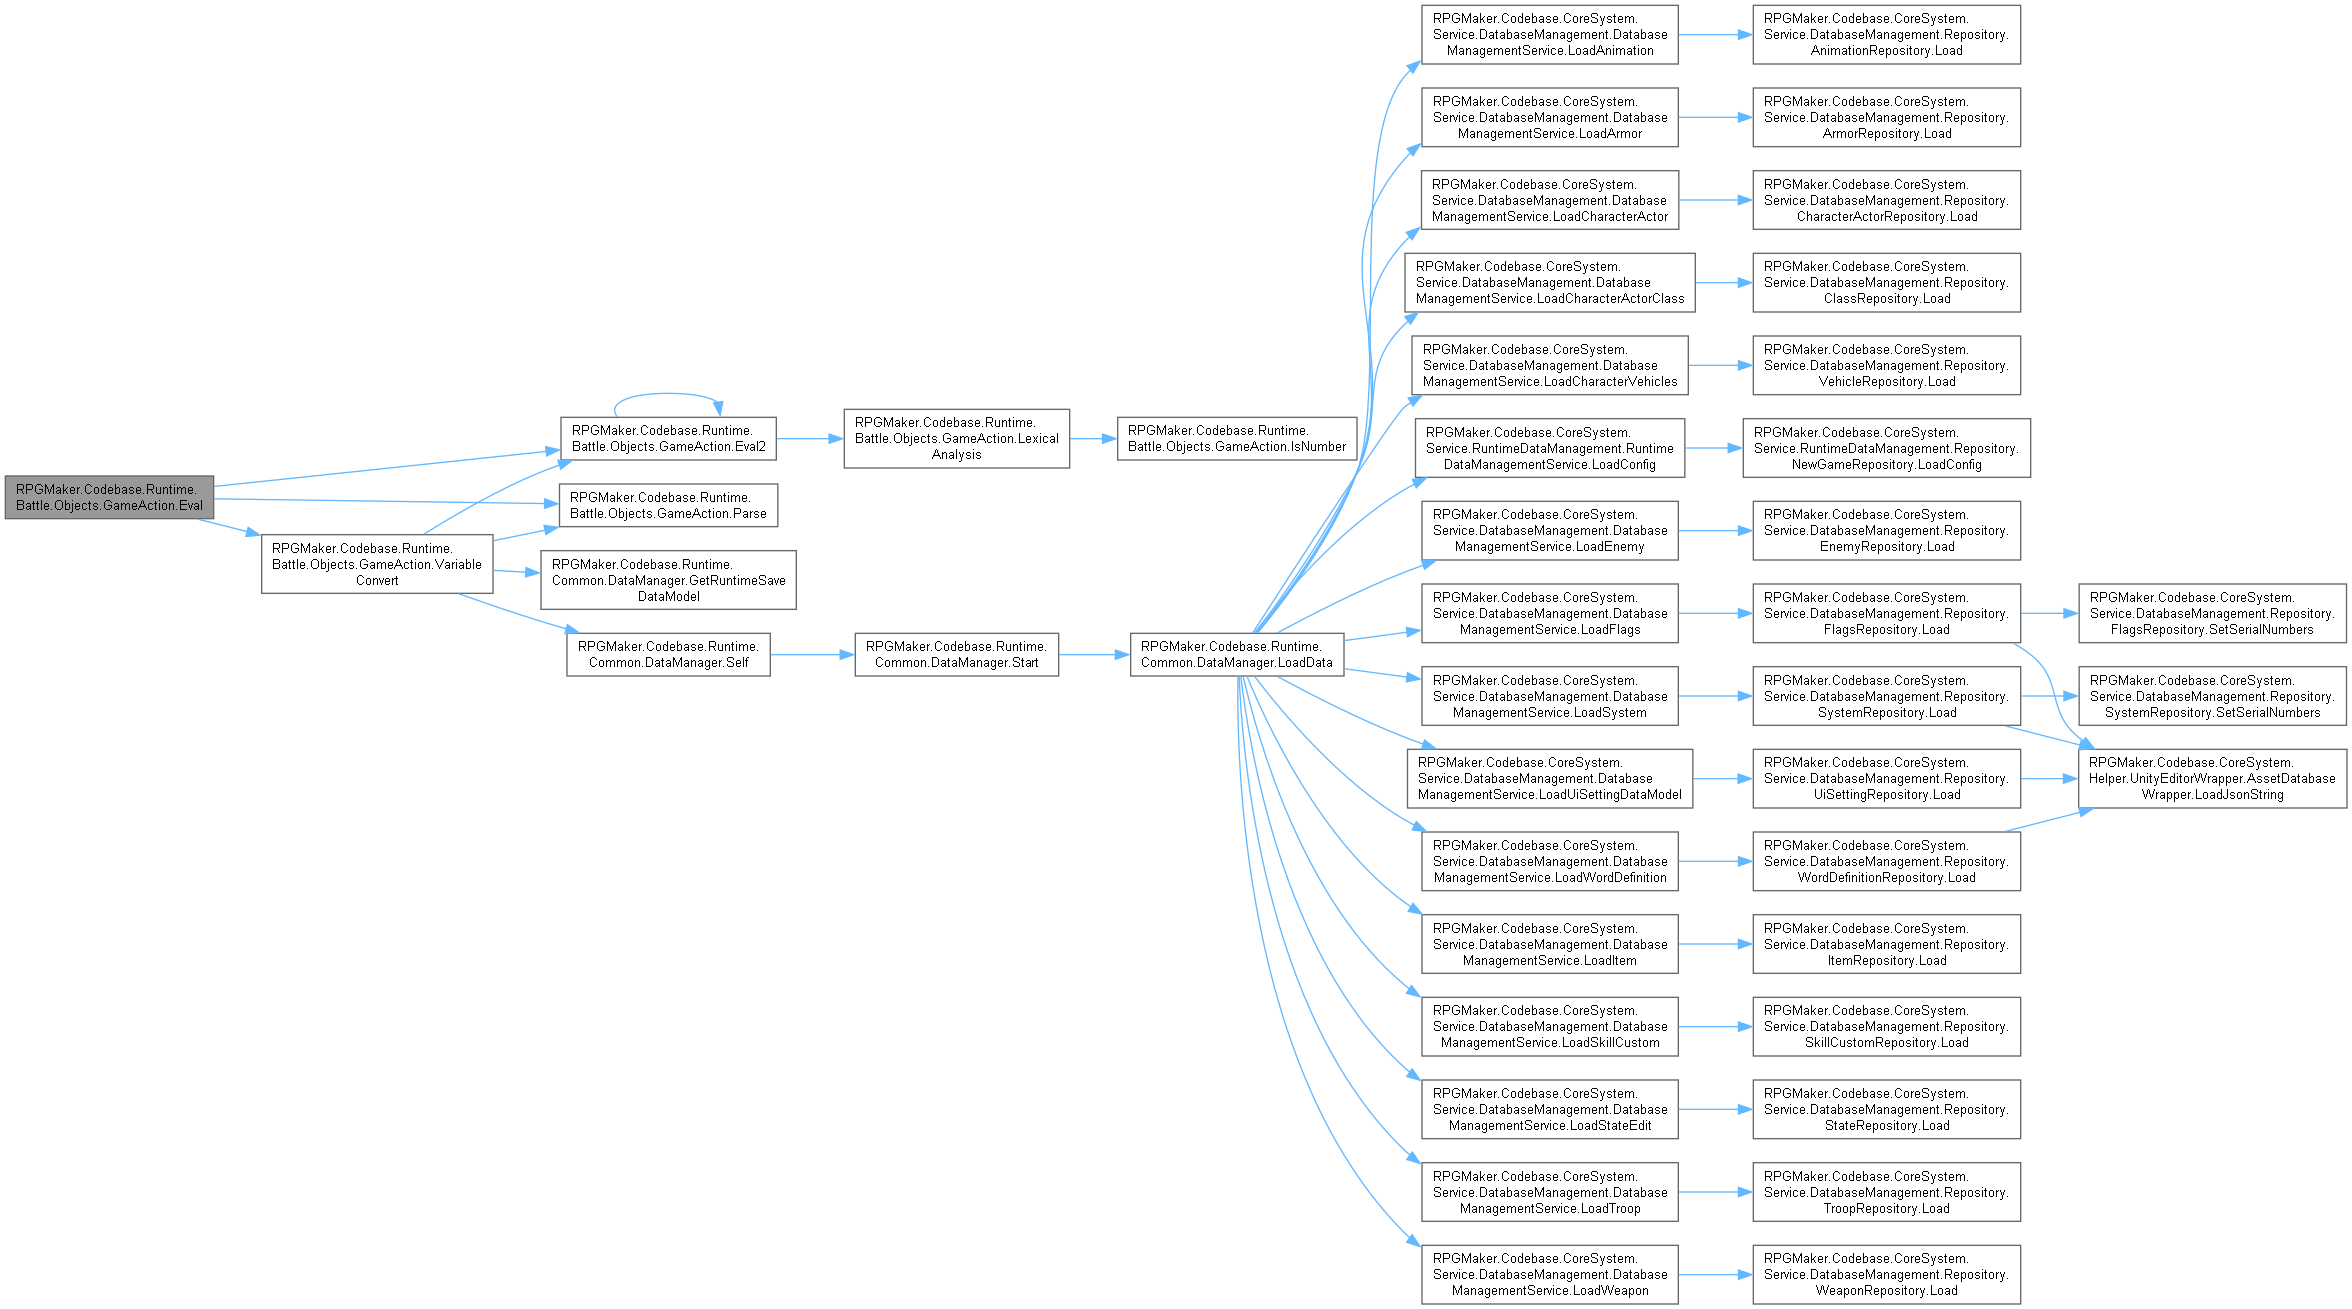 RPGMaker.Codebase.Runtime.
Battle.Objects.GameAction.Eval
RPGMaker.Codebase.Runtime.
Battle.Objects.GameAction.Eval2
RPGMaker.Codebase.Runtime.
Battle.Objects.GameAction.Lexical
Analysis
RPGMaker.Codebase.Runtime.
Battle.Objects.GameAction.IsNumber
RPGMaker.Codebase.Runtime.
Battle.Objects.GameAction.Parse
RPGMaker.Codebase.Runtime.
Battle.Objects.GameAction.Variable
Convert
RPGMaker.Codebase.Runtime.
Common.DataManager.GetRuntimeSave
DataModel
RPGMaker.Codebase.Runtime.
Common.DataManager.Self
RPGMaker.Codebase.Runtime.
Common.DataManager.Start
RPGMaker.Codebase.Runtime.
Common.DataManager.LoadData
RPGMaker.Codebase.CoreSystem.
Service.DatabaseManagement.Database
ManagementService.LoadAnimation
RPGMaker.Codebase.CoreSystem.
Service.DatabaseManagement.Repository.
AnimationRepository.Load
RPGMaker.Codebase.CoreSystem.
Service.DatabaseManagement.Database
ManagementService.LoadArmor
RPGMaker.Codebase.CoreSystem.
Service.DatabaseManagement.Repository.
ArmorRepository.Load
RPGMaker.Codebase.CoreSystem.
Service.DatabaseManagement.Database
ManagementService.LoadCharacterActor
RPGMaker.Codebase.CoreSystem.
Service.DatabaseManagement.Repository.
CharacterActorRepository.Load
RPGMaker.Codebase.CoreSystem.
Service.DatabaseManagement.Database
ManagementService.LoadCharacterActorClass
RPGMaker.Codebase.CoreSystem.
Service.DatabaseManagement.Repository.
ClassRepository.Load
RPGMaker.Codebase.CoreSystem.
Service.DatabaseManagement.Database
ManagementService.LoadCharacterVehicles
RPGMaker.Codebase.CoreSystem.
Service.DatabaseManagement.Repository.
VehicleRepository.Load
RPGMaker.Codebase.CoreSystem.
Service.RuntimeDataManagement.Runtime
DataManagementService.LoadConfig
RPGMaker.Codebase.CoreSystem.
Service.RuntimeDataManagement.Repository.
NewGameRepository.LoadConfig
RPGMaker.Codebase.CoreSystem.
Service.DatabaseManagement.Database
ManagementService.LoadEnemy
RPGMaker.Codebase.CoreSystem.
Service.DatabaseManagement.Repository.
EnemyRepository.Load
RPGMaker.Codebase.CoreSystem.
Service.DatabaseManagement.Database
ManagementService.LoadFlags
RPGMaker.Codebase.CoreSystem.
Service.DatabaseManagement.Repository.
FlagsRepository.Load
RPGMaker.Codebase.CoreSystem.
Service.DatabaseManagement.Repository.
FlagsRepository.SetSerialNumbers
RPGMaker.Codebase.CoreSystem.
Service.DatabaseManagement.Database
ManagementService.LoadSystem
RPGMaker.Codebase.CoreSystem.
Service.DatabaseManagement.Repository.
SystemRepository.Load
RPGMaker.Codebase.CoreSystem.
Service.DatabaseManagement.Repository.
SystemRepository.SetSerialNumbers
RPGMaker.Codebase.CoreSystem.
Service.DatabaseManagement.Database
ManagementService.LoadUiSettingDataModel
RPGMaker.Codebase.CoreSystem.
Service.DatabaseManagement.Repository.
UiSettingRepository.Load
RPGMaker.Codebase.CoreSystem.
Helper.UnityEditorWrapper.AssetDatabase
Wrapper.LoadJsonString
RPGMaker.Codebase.CoreSystem.
Service.DatabaseManagement.Database
ManagementService.LoadWordDefinition
RPGMaker.Codebase.CoreSystem.
Service.DatabaseManagement.Repository.
WordDefinitionRepository.Load
RPGMaker.Codebase.CoreSystem.
Service.DatabaseManagement.Database
ManagementService.LoadItem
RPGMaker.Codebase.CoreSystem.
Service.DatabaseManagement.Repository.
ItemRepository.Load
RPGMaker.Codebase.CoreSystem.
Service.DatabaseManagement.Database
ManagementService.LoadSkillCustom
RPGMaker.Codebase.CoreSystem.
Service.DatabaseManagement.Repository.
SkillCustomRepository.Load
RPGMaker.Codebase.CoreSystem.
Service.DatabaseManagement.Database
ManagementService.LoadStateEdit
RPGMaker.Codebase.CoreSystem.
Service.DatabaseManagement.Repository.
StateRepository.Load
RPGMaker.Codebase.CoreSystem.
Service.DatabaseManagement.Database
ManagementService.LoadTroop
RPGMaker.Codebase.CoreSystem.
Service.DatabaseManagement.Repository.
TroopRepository.Load
RPGMaker.Codebase.CoreSystem.
Service.DatabaseManagement.Database
ManagementService.LoadWeapon
RPGMaker.Codebase.CoreSystem.
Service.DatabaseManagement.Repository.
WeaponRepository.Load